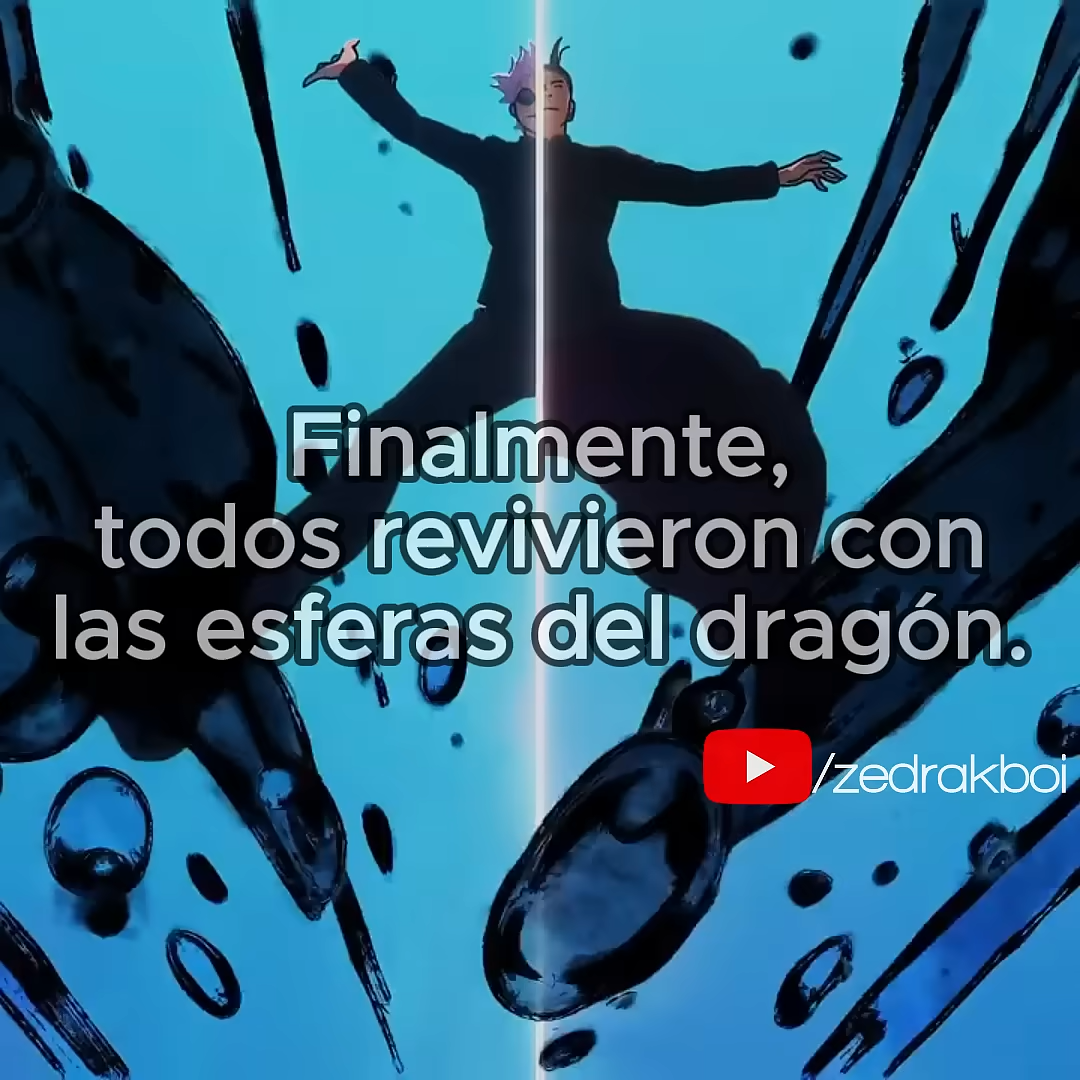 Finalmente,
todos revivieron con
las esferas del dragón.
/zedrakboi